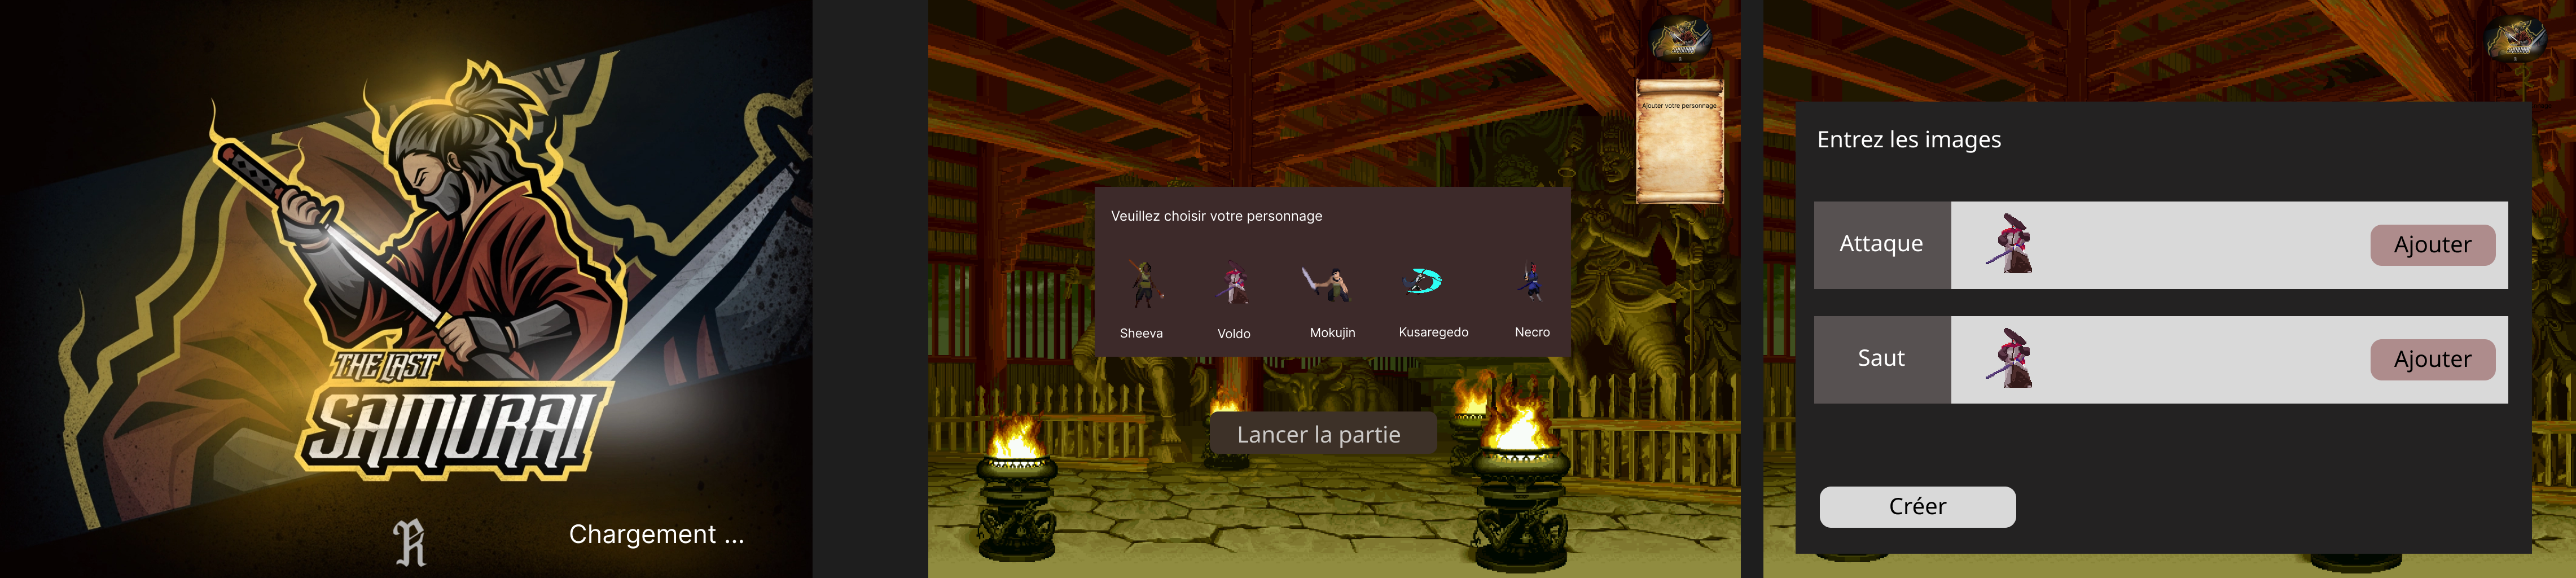 THE LAST
SAMURAI
R
Chargement ...
Ajouter votre personnage...
Veuillez choisir votre personnage
Sheeva
Voldo
Mokujin
Kusaregedo
Necro
Lancer la partie
Entrez les images
Attaque
Ajouter
Saut
Ajouter
Créer